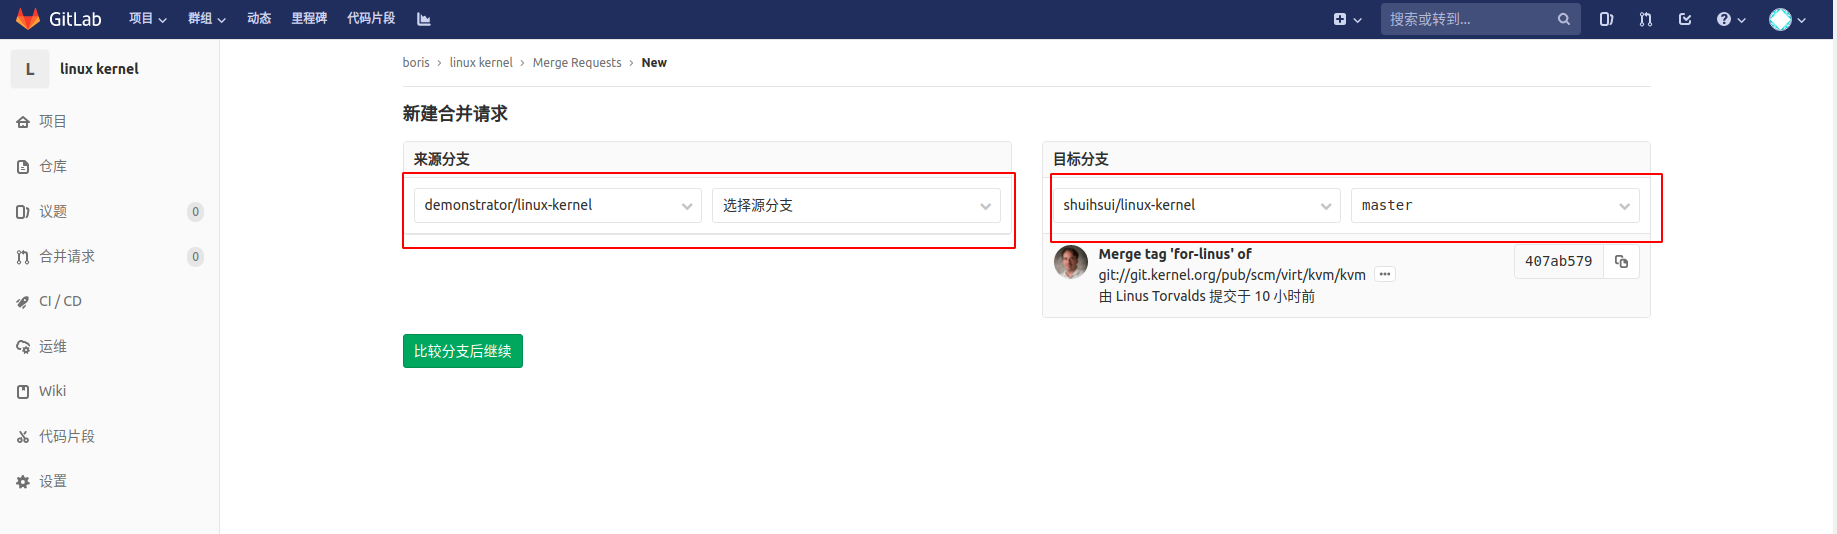 GitLab 项目 群组 动态 里程碑 代码片段 搜索或转到...
L linux kernel
项目
仓库
议题 0
合并请求 0
CI / CD
运维
Wiki
代码片段
设置
boris › linux kernel › Merge Requests › New
新建合并请求
来源分支
demonstrator/linux-kernel 选择源分支
目标分支
shuihsui/linux-kernel master
Merge tag 'for-linus' of
git://git.kernel.org/pub/scm/virt/kvm/kvm ...
由 Linus Torvalds 提交于 10 小时前
407ab579
比较分支后继续